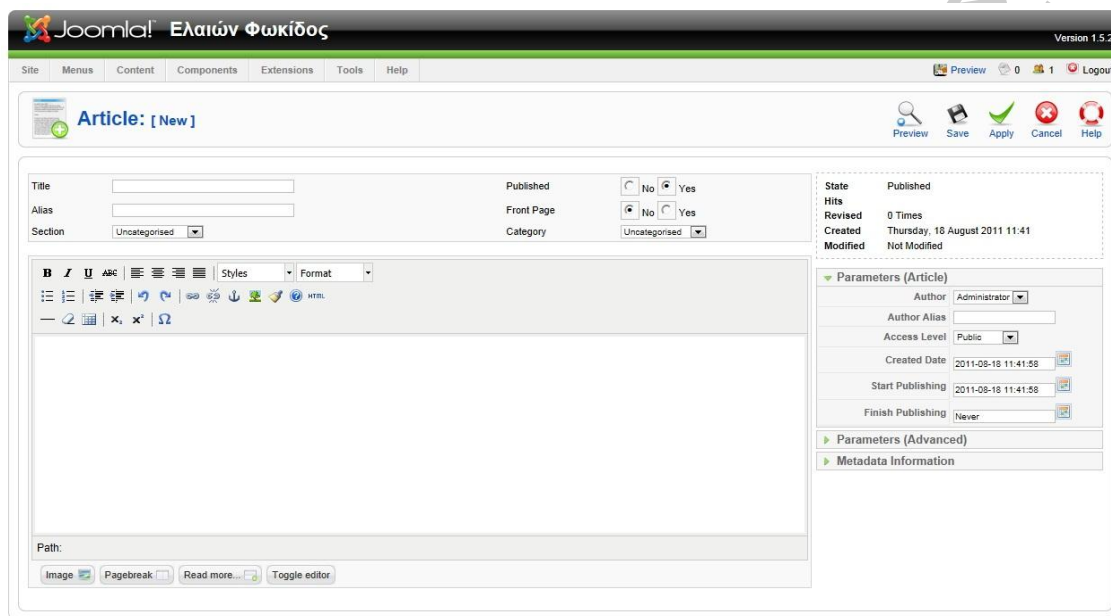 Joomla! Ελαιών Φωκίδος
Version 1.5.2
Site Menus Content Components Extensions Tools Help Preview 0 1 Logout
Article: [ New ]
Preview Save Apply Cancel Help
Title Published No Yes
Alias Front Page No Yes
Section Uncategorised Category Uncategorised
State Published
Hits
Revised 0 Times
Created Thursday, 18 August 2011 11:41
Modified Not Modified
B I U ABC Styles Format
HTML
x₂ x² Ω
Path:
Image Pagebreak Read more... Toggle editor
Parameters (Article)
Author Administrator
Author Alias
Access Level Public
Created Date 2011-08-18 11:41:58
Start Publishing 2011-08-18 11:41:58
Finish Publishing Never
Parameters (Advanced)
Metadata Information